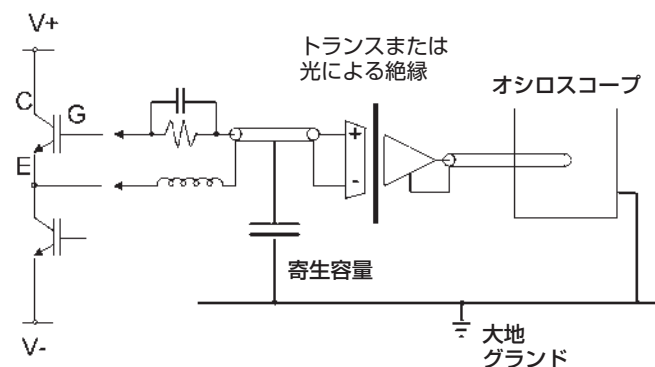 V+
トランスまたは
光による絶縁
オシロスコープ
C
G
+
E
-
寄生容量
大地
グランド
V-